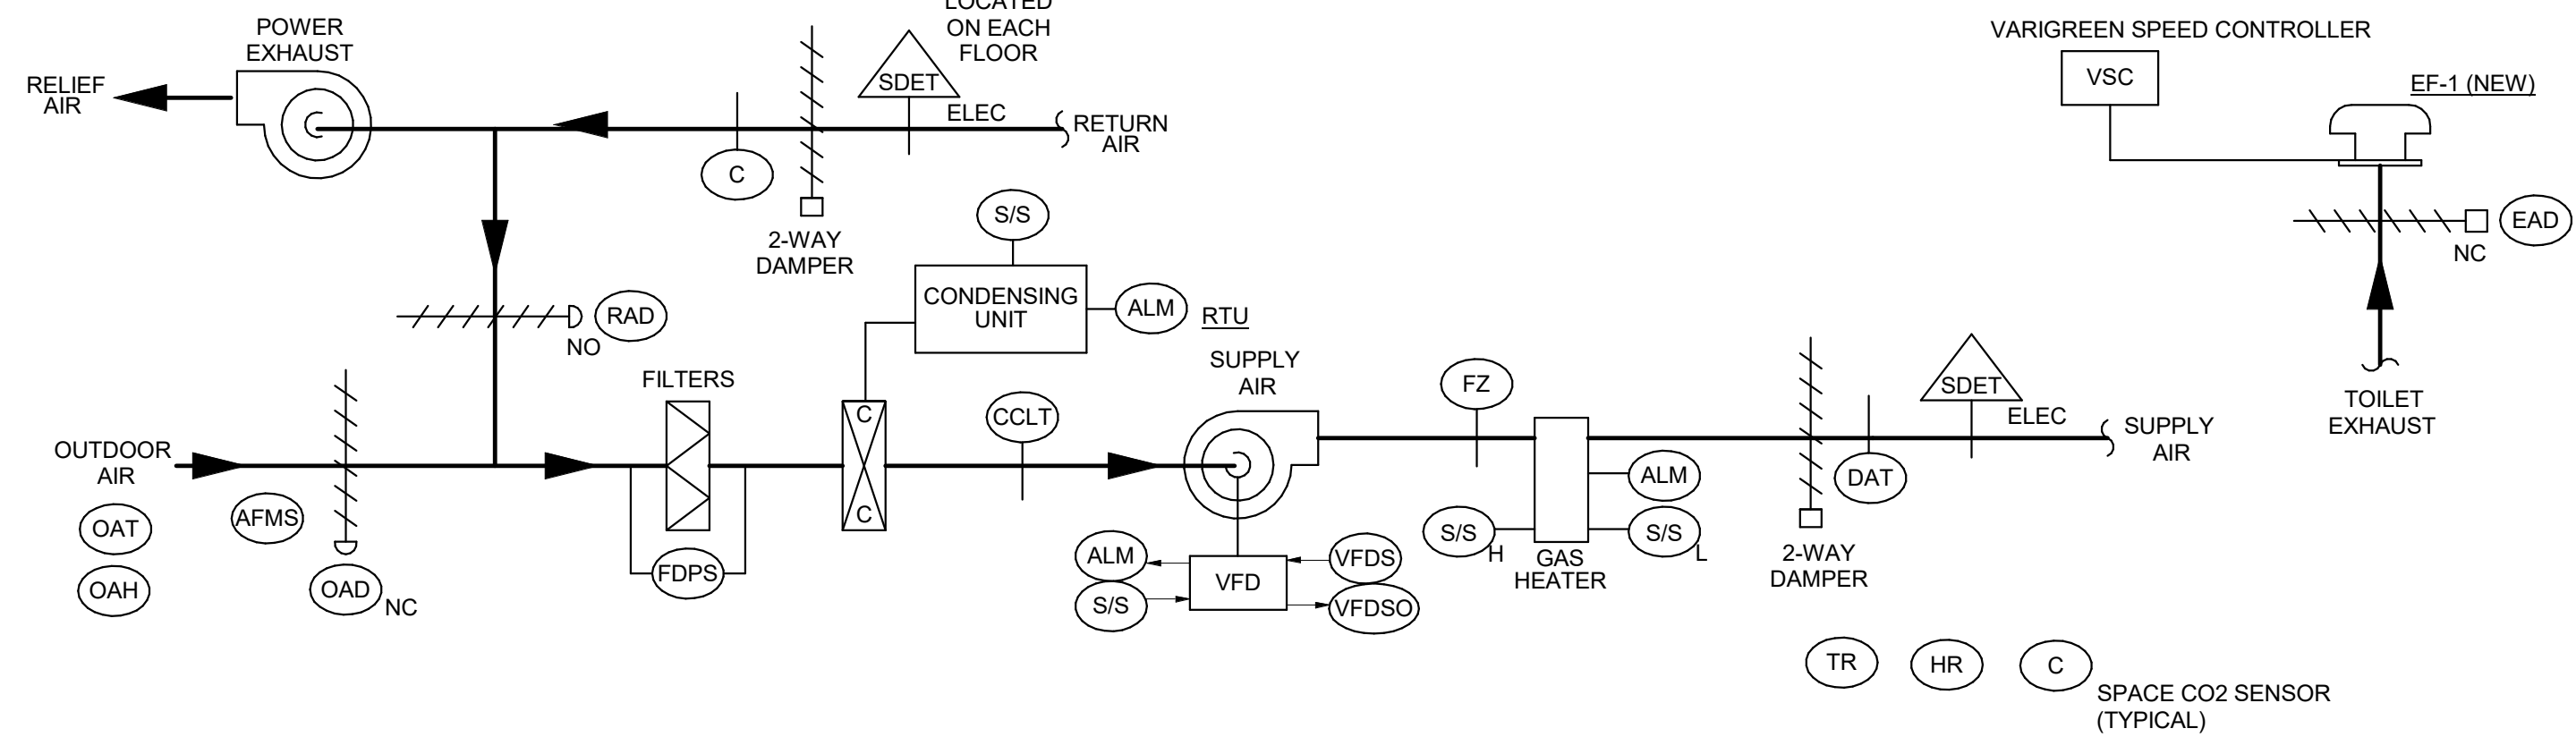 LOCATED
ON EACH
FLOOR
POWER
EXHAUST
RELIEF
AIR
SDET
ELEC
RETURN
AIR
C
2-WAY
DAMPER
VARIGREEN SPEED CONTROLLER
VSC
EF-1 (NEW)
EAD
NC
TOILET
EXHAUST
S/S
CONDENSING
UNIT
ALM
RTU
RAD
NO
FILTERS
OUTDOOR
AIR
OAT
OAH
AFMS
OAD
NC
FDPS
C
C
CCLT
SUPPLY
AIR
ALM
S/S
VFD
VFDS
VFDSO
FZ
S/S
H
GAS
HEATER
ALM
S/S
L
2-WAY
DAMPER
DAT
SDET
ELEC
SUPPLY
AIR
TR
HR
C
SPACE CO2 SENSOR
(TYPICAL)